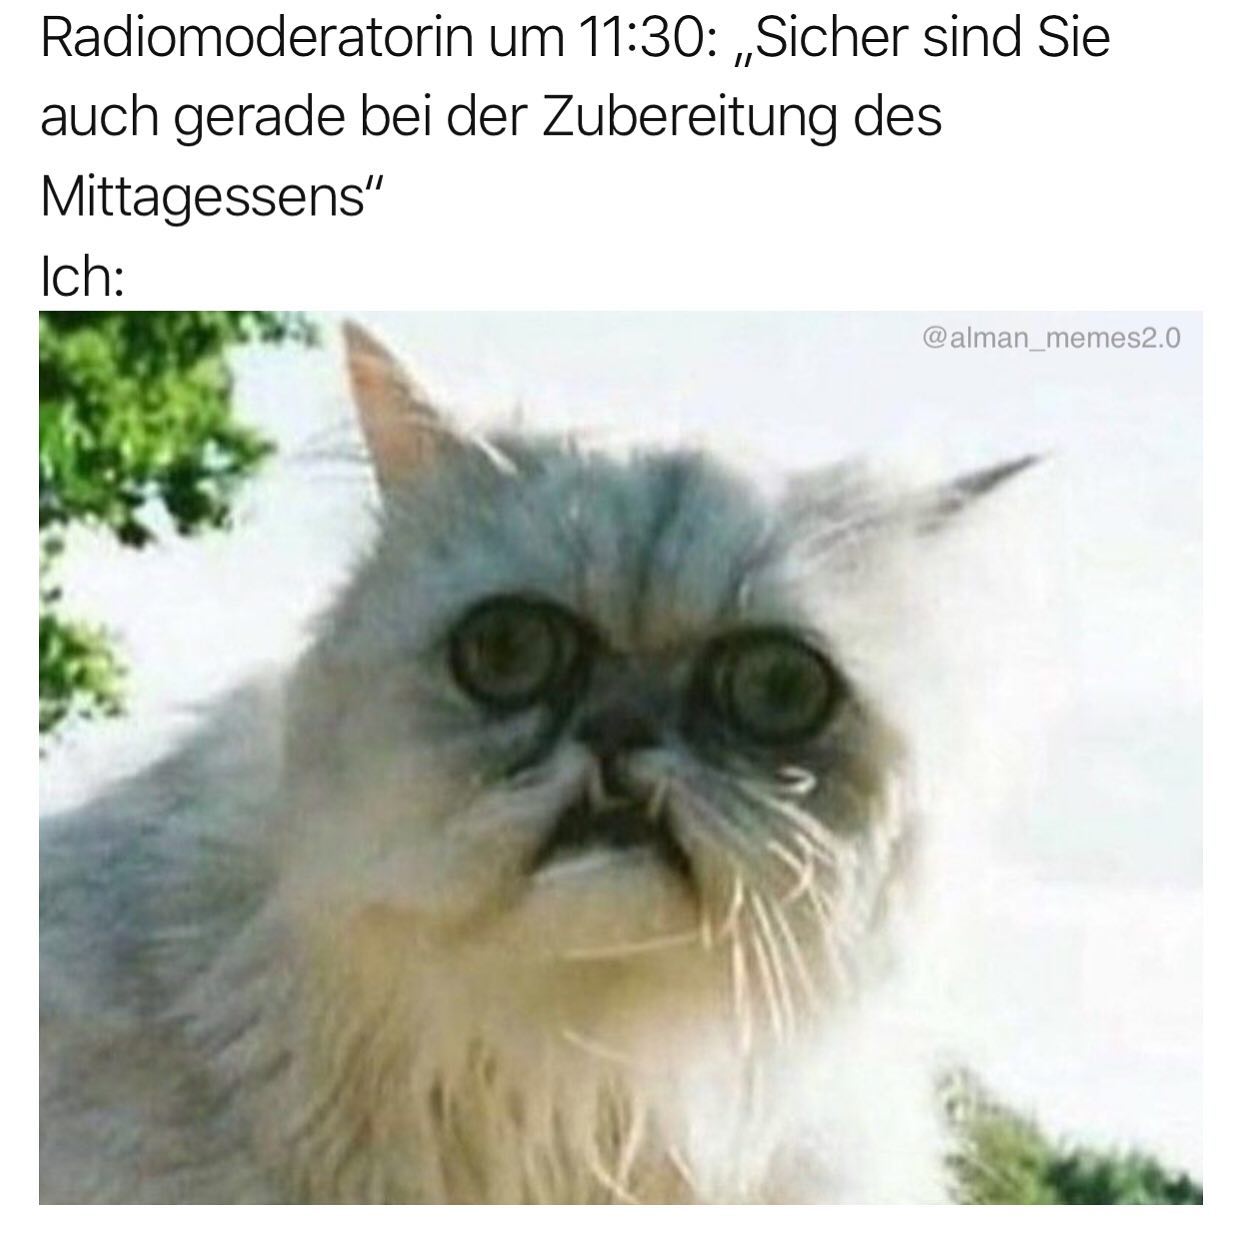 Radiomoderatorin um 11:30: „Sicher sind Sie
auch gerade bei der Zubereitung des
Mittagessens“
Ich:
@alman_memes2.0